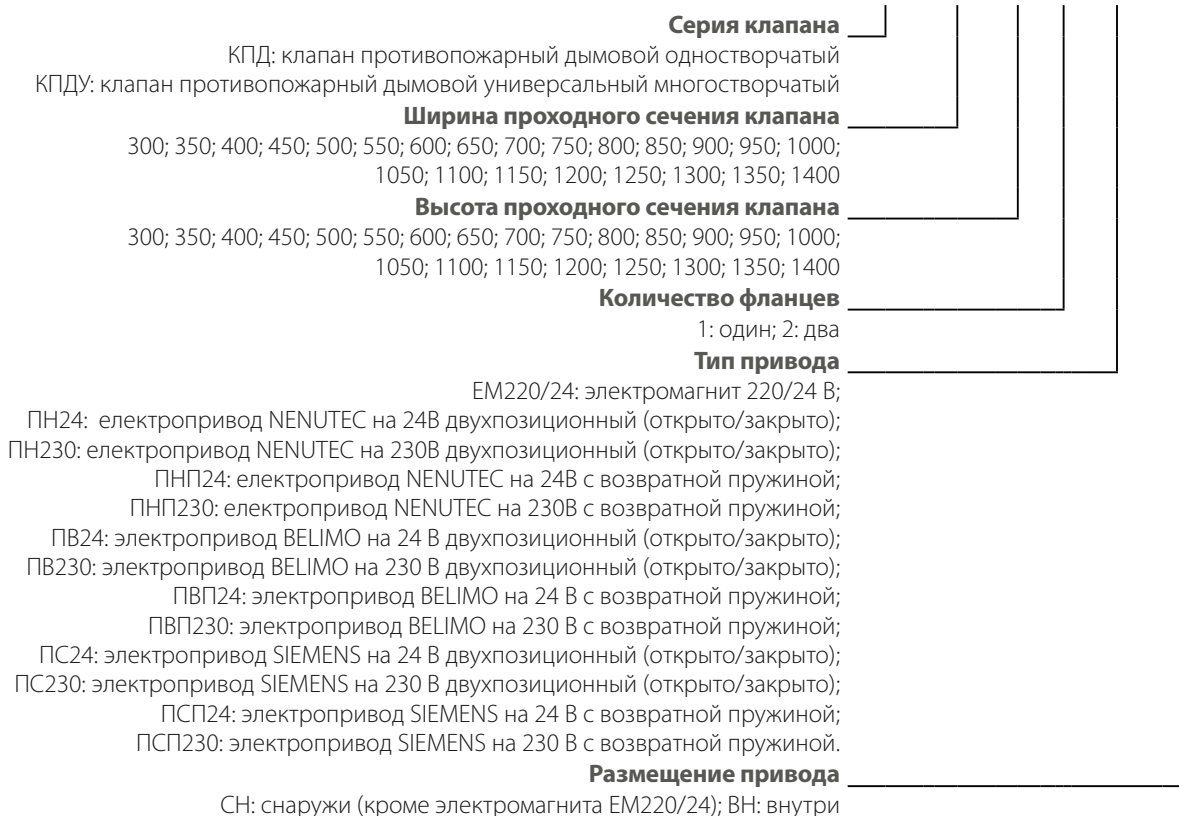 Серия клапана
КПД: клапан противопожарный дымовой одностворчатый
КПДУ: клапан противопожарный дымовой универсальный многостворчатый
Ширина проходного сечения клапана
300; 350; 400; 450; 500; 550; 600; 650; 700; 750; 800; 850; 900; 950; 1000;
1050; 1100; 1150; 1200; 1250; 1300; 1350; 1400
Высота проходного сечения клапана
300; 350; 400; 450; 500; 550; 600; 650; 700; 750; 800; 850; 900; 950; 1000;
1050; 1100; 1150; 1200; 1250; 1300; 1350; 1400
Количество фланцев
1: один; 2: два
Тип привода
ЕМ220/24: электромагнит 220/24 В;
ПН24: електропривод NENUTEC на 24В двухпозиционный (открыто/закрыто);
ПН230: електропривод NENUTEC на 230В двухпозиционный (открыто/закрыто);
ПНП24: електропривод NENUTEC на 24В с возвратной пружиной;
ПНП230: електропривод NENUTEC на 230В с возвратной пружиной;
ПВ24: электропривод BELIMO на 24 В двухпозиционный (открыто/закрыто);
ПВ230: электропривод BELIMO на 230 В двухпозиционный (открыто/закрыто);
ПВП24: электропривод BELIMO на 24 В с возвратной пружиной;
ПВП230: электропривод BELIMO на 230 В с возвратной пружиной;
ПС24: электропривод SIEMENS на 24 В двухпозиционный (открыто/закрыто);
ПС230: электропривод SIEMENS на 230 В двухпозиционный (открыто/закрыто);
ПСП24: электропривод SIEMENS на 24 В с возвратной пружиной;
ПСП230: электропривод SIEMENS на 230 В с возвратной пружиной.
Размещение привода
СН: снаружи (кроме электромагнита ЕМ220/24); ВН: внутри